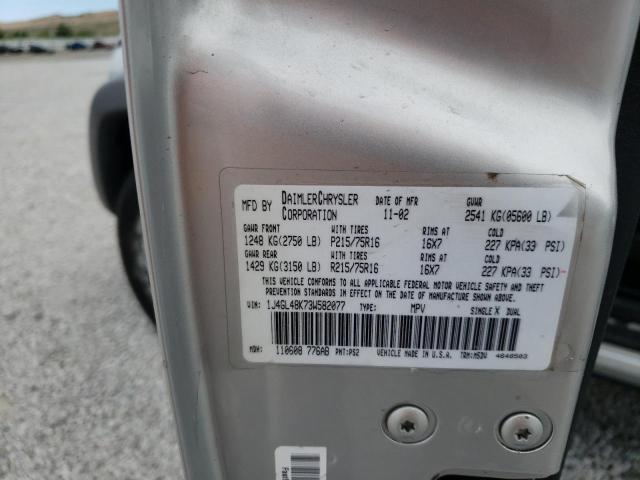 MFD BY DAIMLERCHRYSLER CORPORATION DATE OF MFR 11-02 GVWR 2541 KG(05600 LB)
GAWR FRONT WITH TIRES RIMS AT COLD
1248 KG(2750 LB) P215/75R16 16X7 227 KPA(33 PSI)
GAWR REAR WITH TIRES RIMS AT COLD
1429 KG(3150 LB) R215/75R16 16X7 227 KPA(33 PSI)
THIS VEHICLE CONFORMS TO ALL APPLICABLE FEDERAL MOTOR VEHICLE SAFETY AND THEFT
PREVENTION STANDARDS IN EFFECT ON THE DATE OF MANUFACTURE SHOWN ABOVE.
VIN: 1J4GL48K73W582077 TYPE: MPV SINGLE X DUAL
MDH: 110608 776AB PNT:PS2 VEHICLE MADE IN U.S.A. TRM:MSDV 4648503